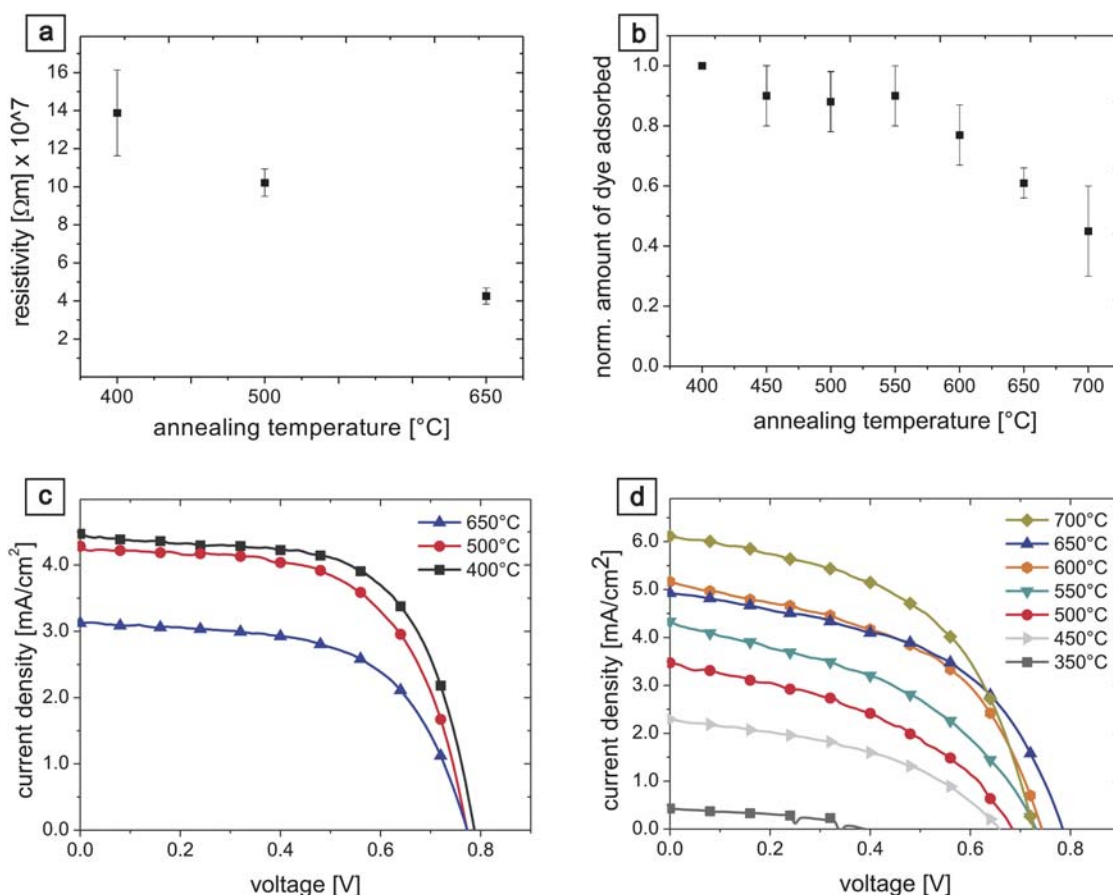 a
resistivity [Ωm] x 10^7
16
14
12
10
8
6
4
2
400
500
650
annealing temperature [°C]
b
norm. amount of dye adsorbed
1.0
0.8
0.6
0.4
0.2
0.0
400
450
500
550
600
650
700
annealing temperature [°C]
c
current density [mA/cm²]
4.0
3.0
2.0
1.0
0.0
650°C
500°C
400°C
0.0
0.2
0.4
0.6
0.8
voltage [V]
d
current density [mA/cm²]
6.0
5.0
4.0
3.0
2.0
1.0
0.0
700°C
650°C
600°C
550°C
500°C
450°C
350°C
0.0
0.2
0.4
0.6
0.8
voltage [V]